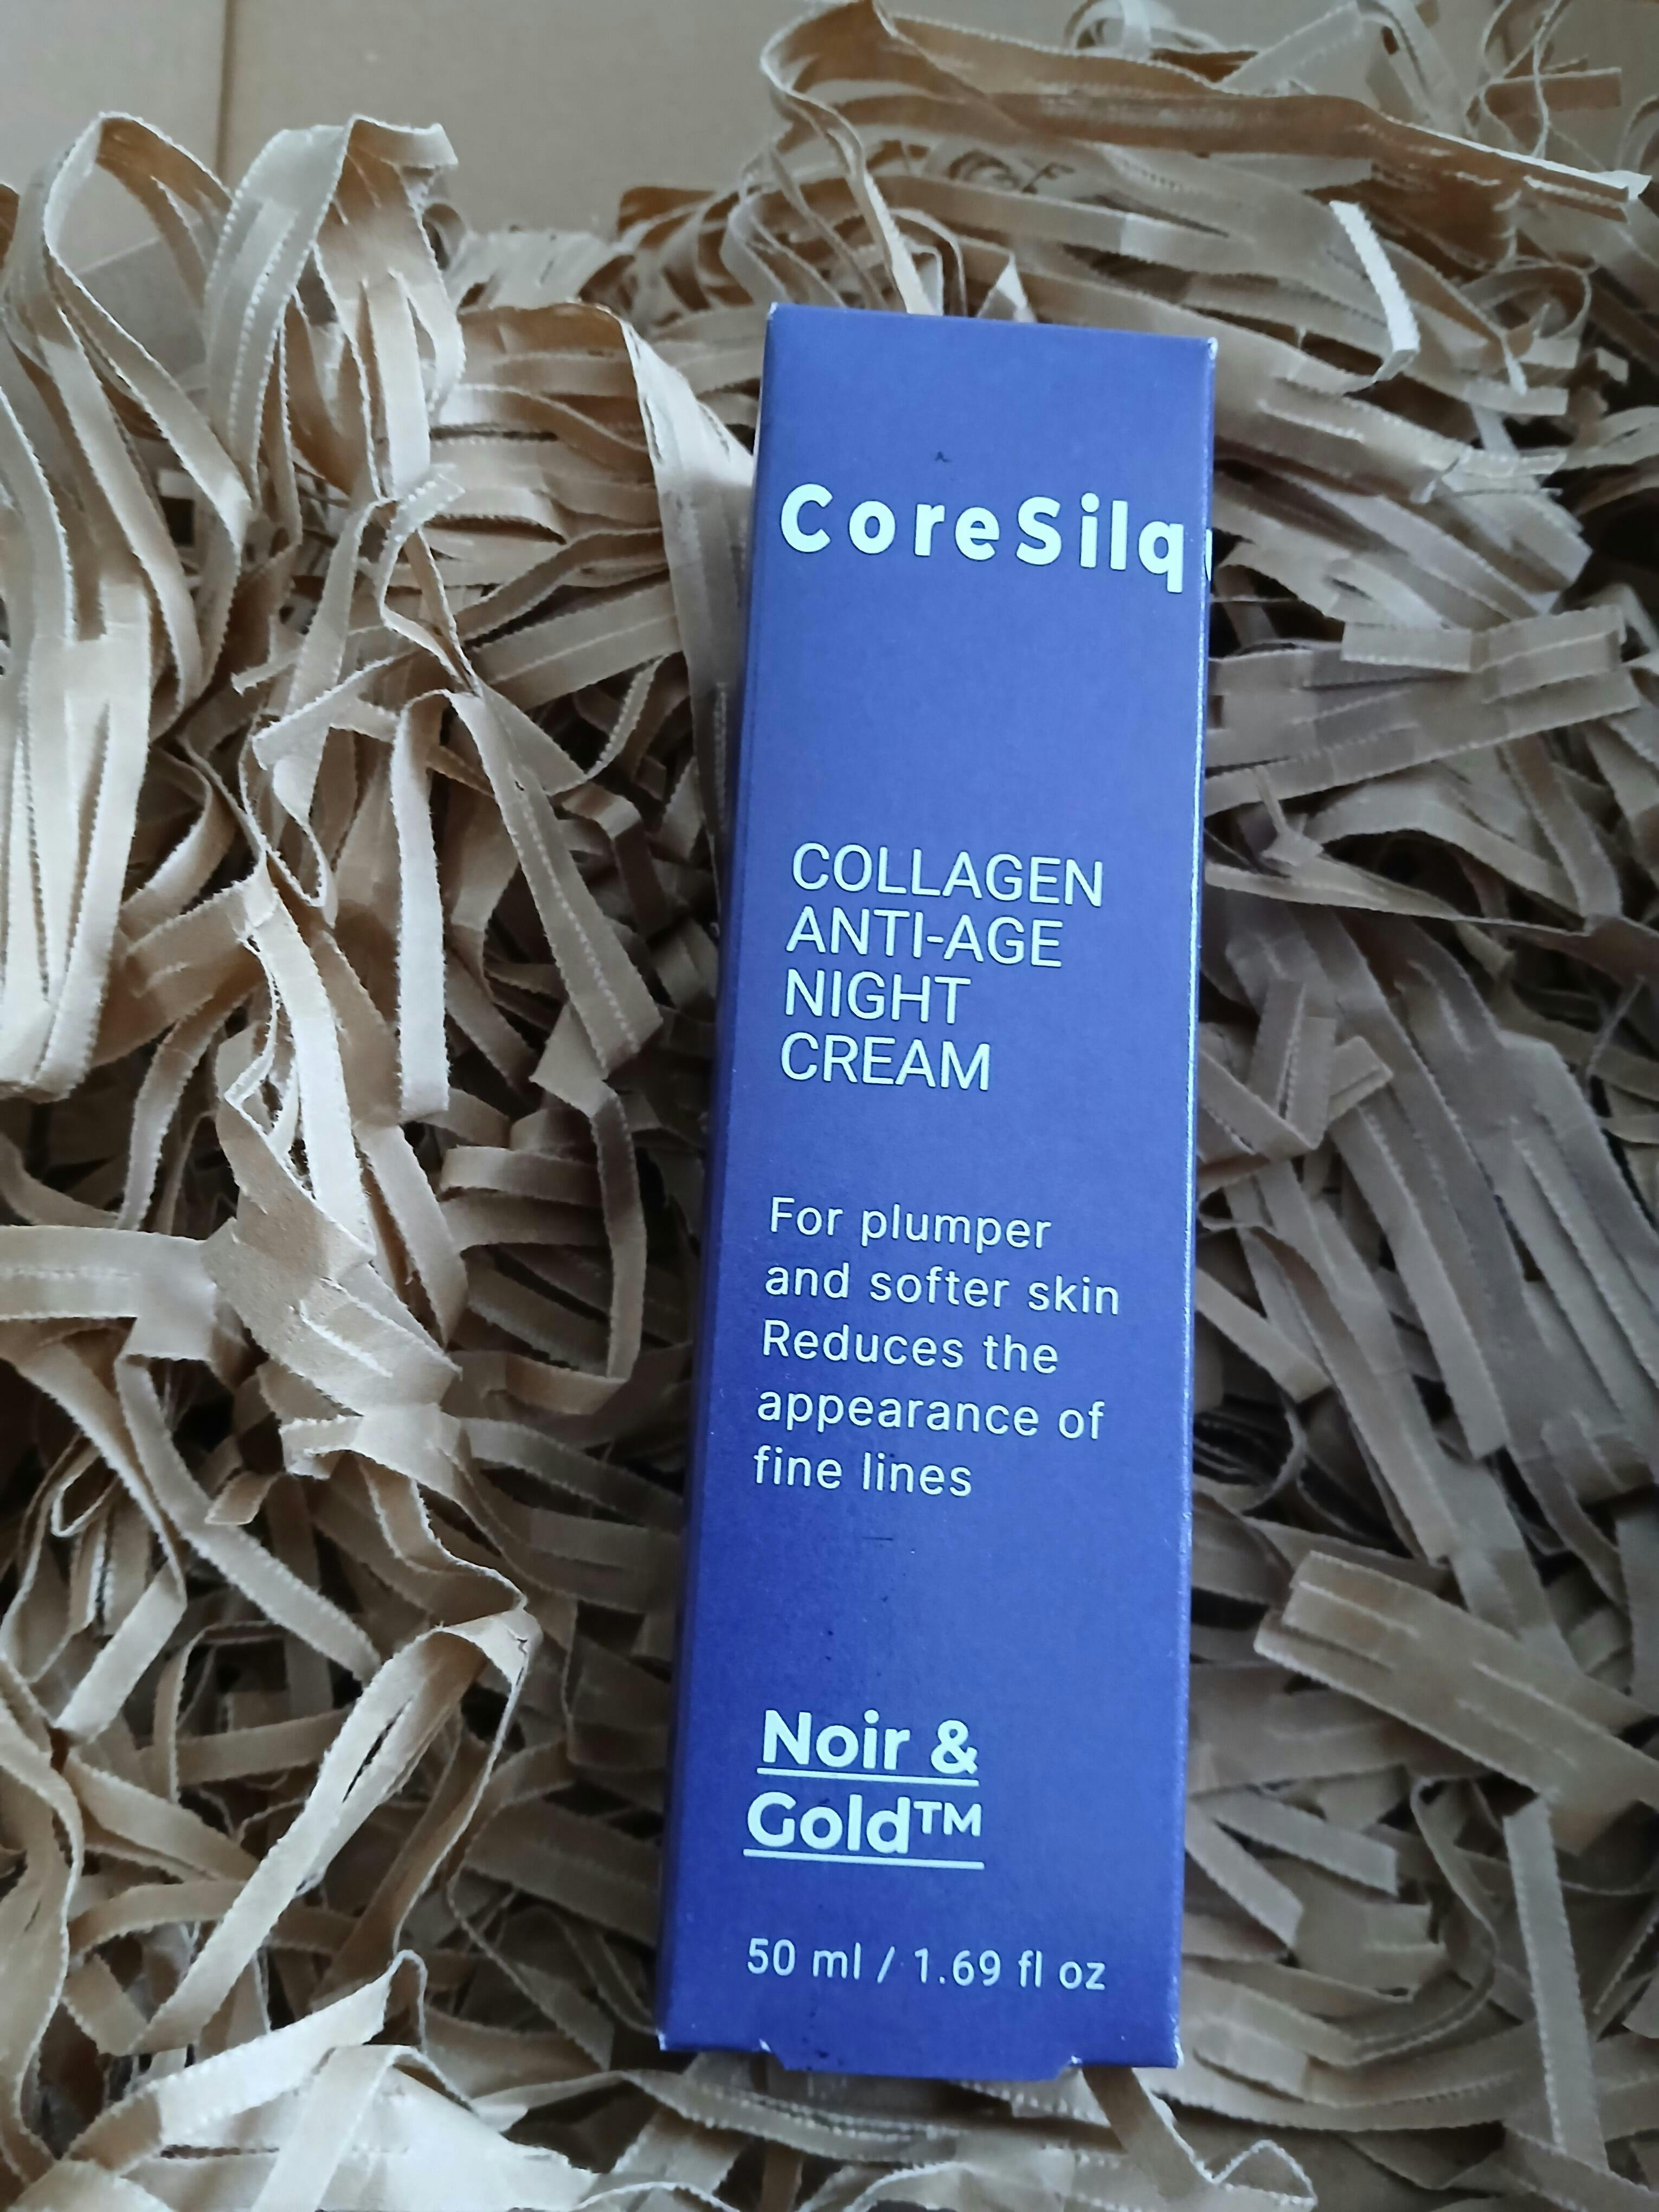 CoreSilq
COLLAGEN
ANTI-AGE
NIGHT
CREAM
For plumper
and softer skin
Reduces the
appearance of
fine lines
Noir &
Gold™
50 ml / 1.69 fl oz